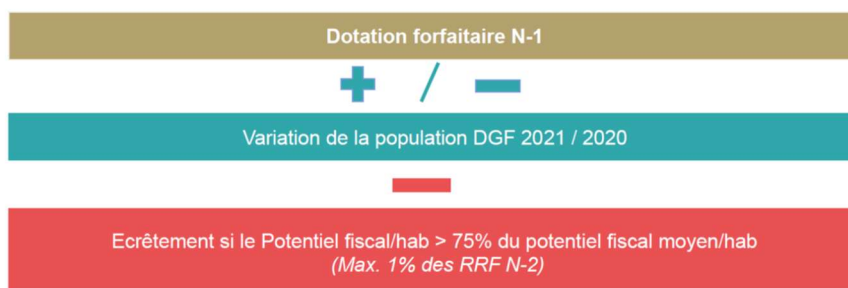 Dotation forfaitaire N-1
+ / -
Variation de la population DGF 2021 / 2020
-
Ecrêtement si le Potentiel fiscal/hab > 75% du potentiel fiscal moyen/hab
(Max. 1% des RRF N-2)